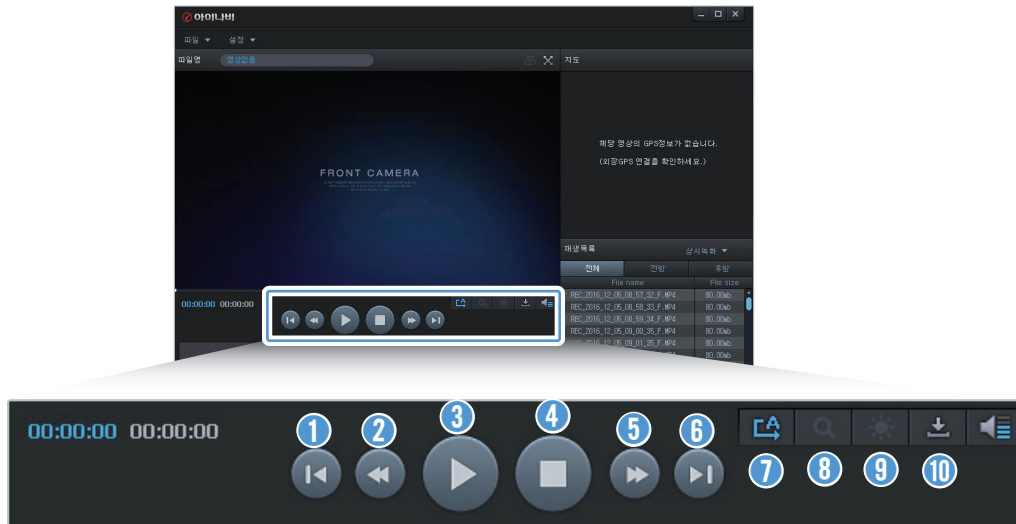 아이나비
파일 설정
파일명 영상없음 지도
해당 영상의 GPS정보가 없습니다.
(외장GPS 연결을 확인하세요.)
FRONT CAMERA
재생목록 상시녹화
전체 전방 후방
File name File size
00:00:00 00:00:00
REC_2016_12_05_08_57_32_F.MP4 80.00mb
REC_2016_12_05_08_58_33_F.MP4 80.00mb
REC_2016_12_05_08_59_34_F.MP4 80.00mb
REC_2016_12_05_09_00_35_F.MP4 80.00mb
REC_2016_12_05_09_01_35_F.MP4 80.00mb
80.00mb
00:00:00 00:00:00
1 2 3 4 5 6
A
7 8 9 10